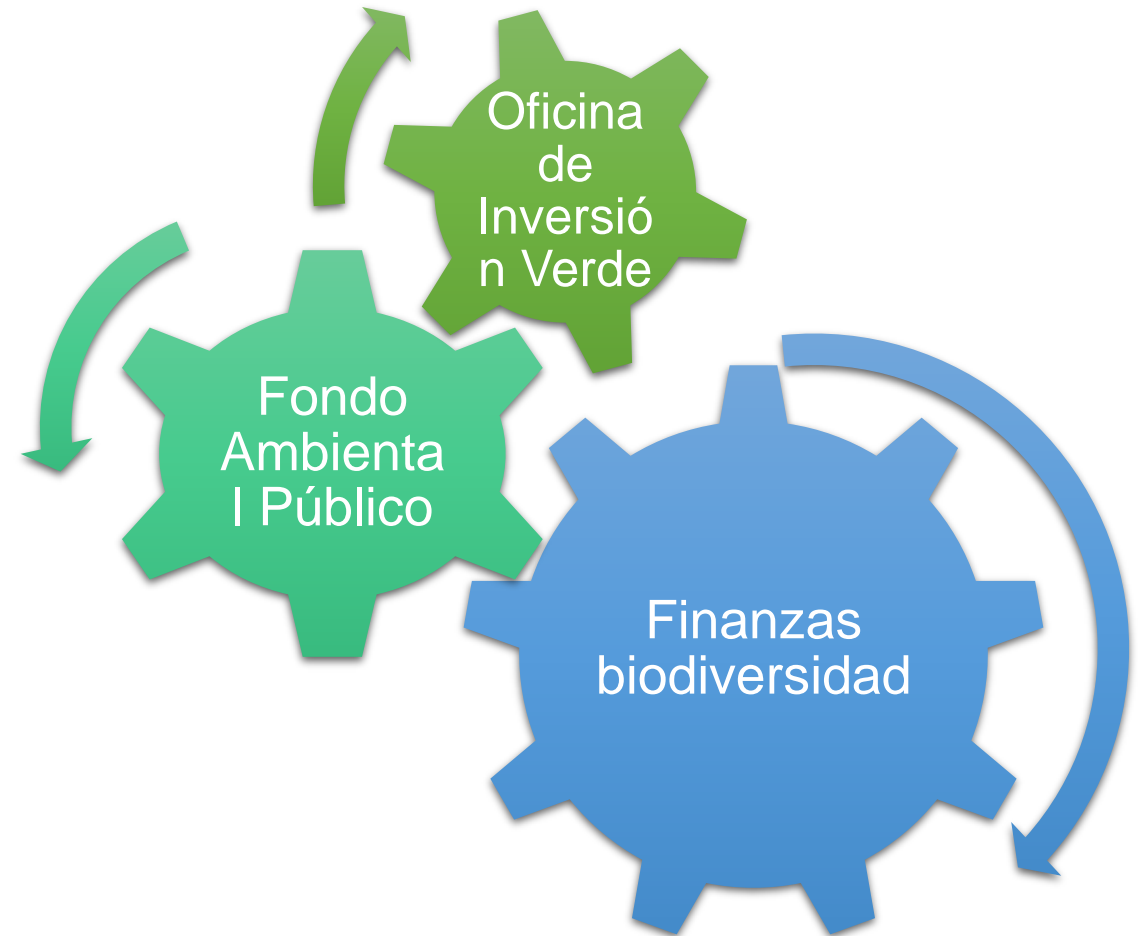 Oficina
de
Inversió
n Verde
Fondo
Ambienta
l Público
Finanzas
biodiversidad